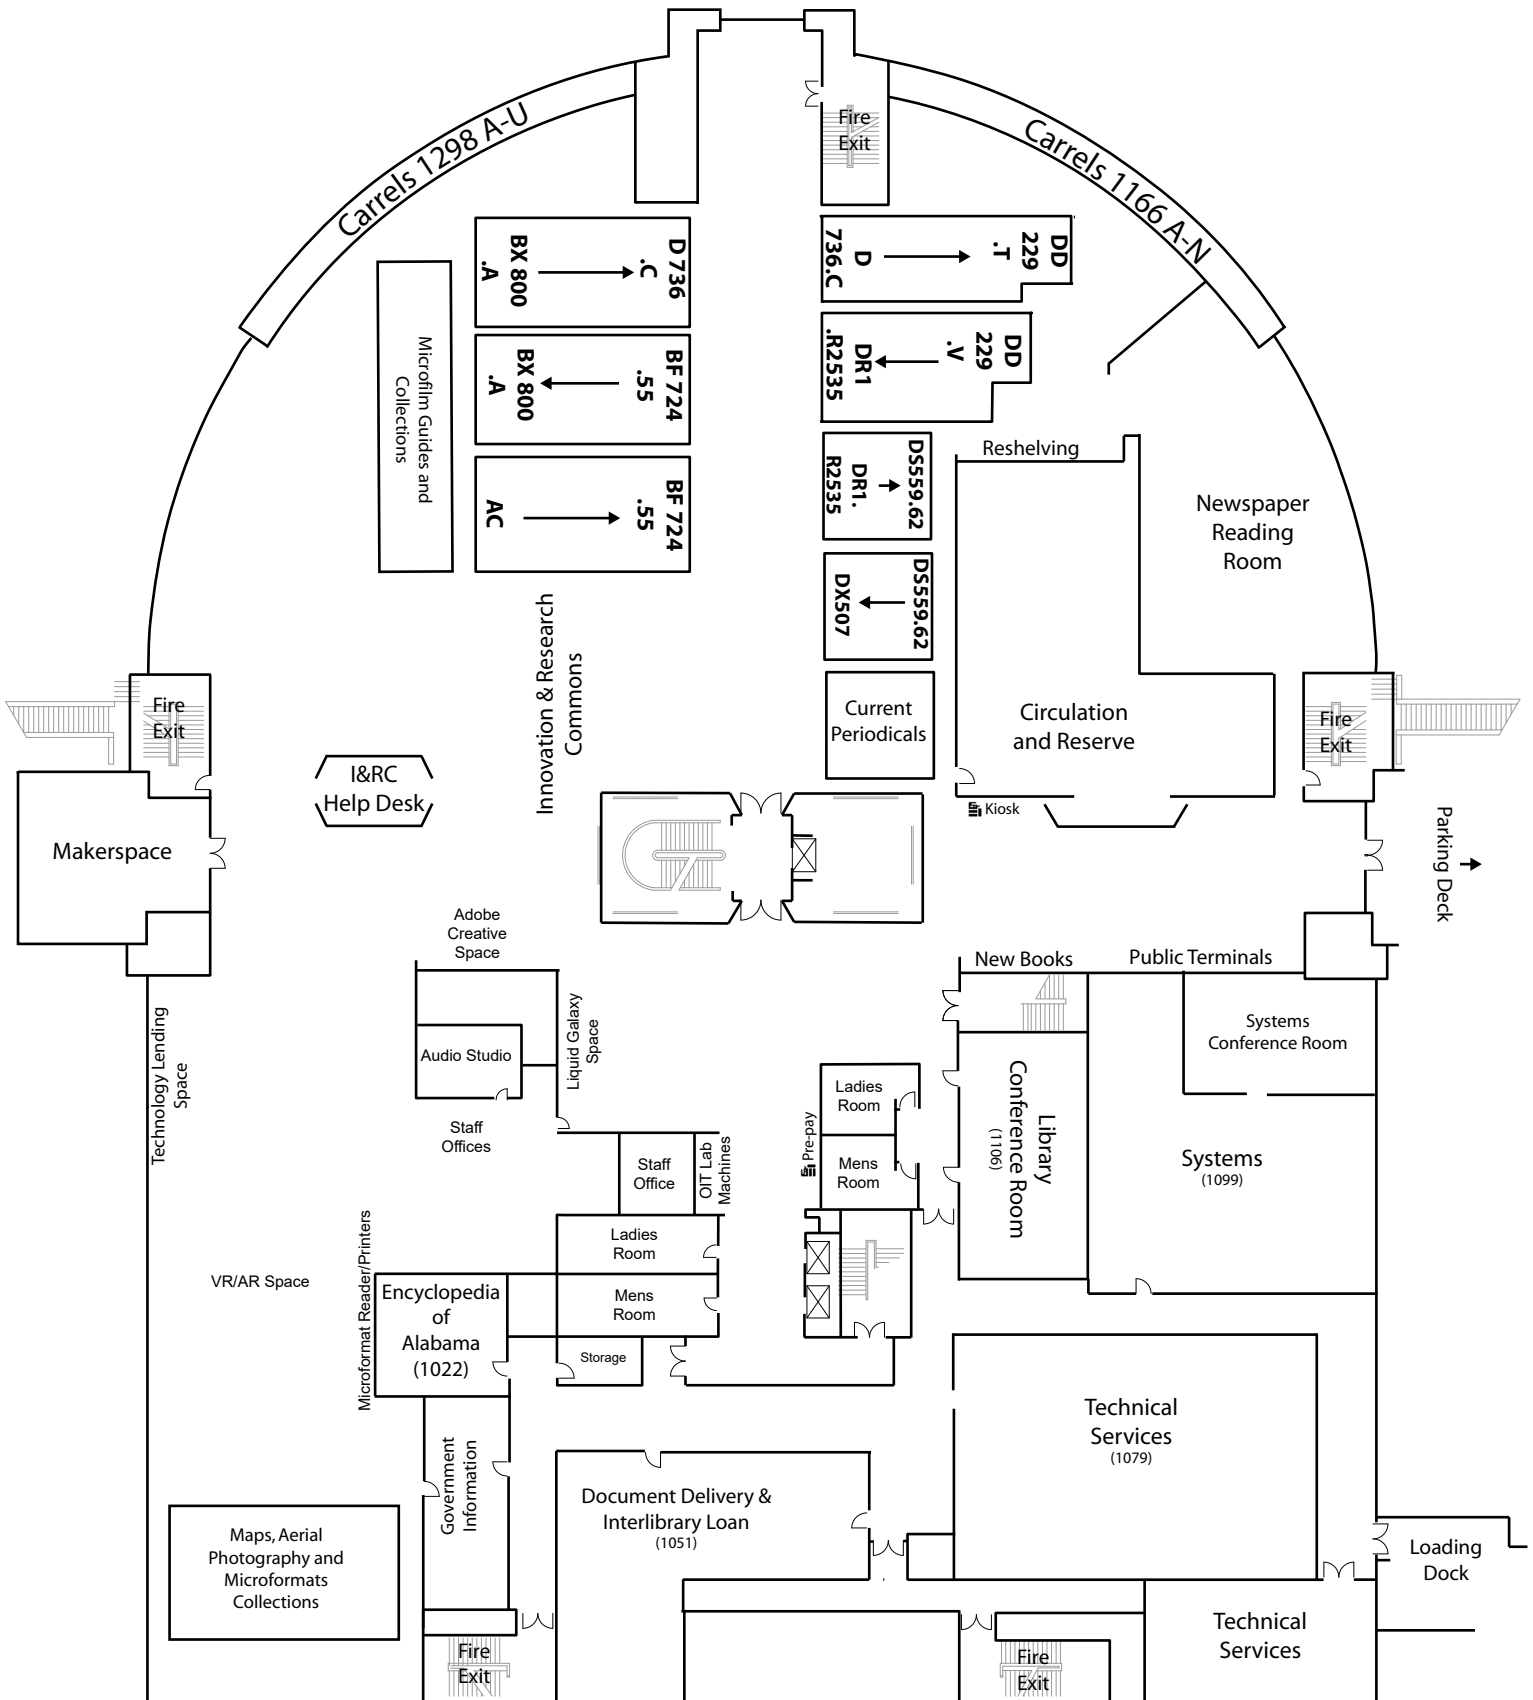 Carrels 1298 A-U
Fire
Exit
Carrels 1166 A-N
D 736
.C
BX 800
.A
DD
229
.T
D
736.C
Microfilm Guides and
Collections
BF 724
.55
BX 800
.A
DD
229
.V
DR1
.R2535
BF 724
.55
AC
DS559.62
DR1.
R2535
Reshelving
Newspaper
Reading
Room
DS559.62
DX507
Innovation & Research
Commons
Current
Periodicals
Circulation
and Reserve
Fire
Exit
Fire
Exit
I&RC
Help Desk
Kiosk
Makerspace
Parking Deck
Adobe
Creative
Space
New Books
Public Terminals
Technology Lending
Space
Liquid Galaxy
Space
Audio Studio
Systems
Conference Room
Staff
Offices
Ladies
Room
Pre-pay
Mens
Room
Library
Conference Room
(1106)
Systems
(1099)
Staff
Office
OIT Lab
Machines
Ladies
Room
Mens
Room
Storage
VR/AR Space
Microformat Reader/Printers
Encyclopedia
of
Alabama
(1022)
Government
Information
Technical
Services
(1079)
Document Delivery &
Interlibrary Loan
(1051)
Maps, Aerial
Photography and
Microformats
Collections
Loading
Dock
Fire
Exit
Fire
Exit
Technical
Services